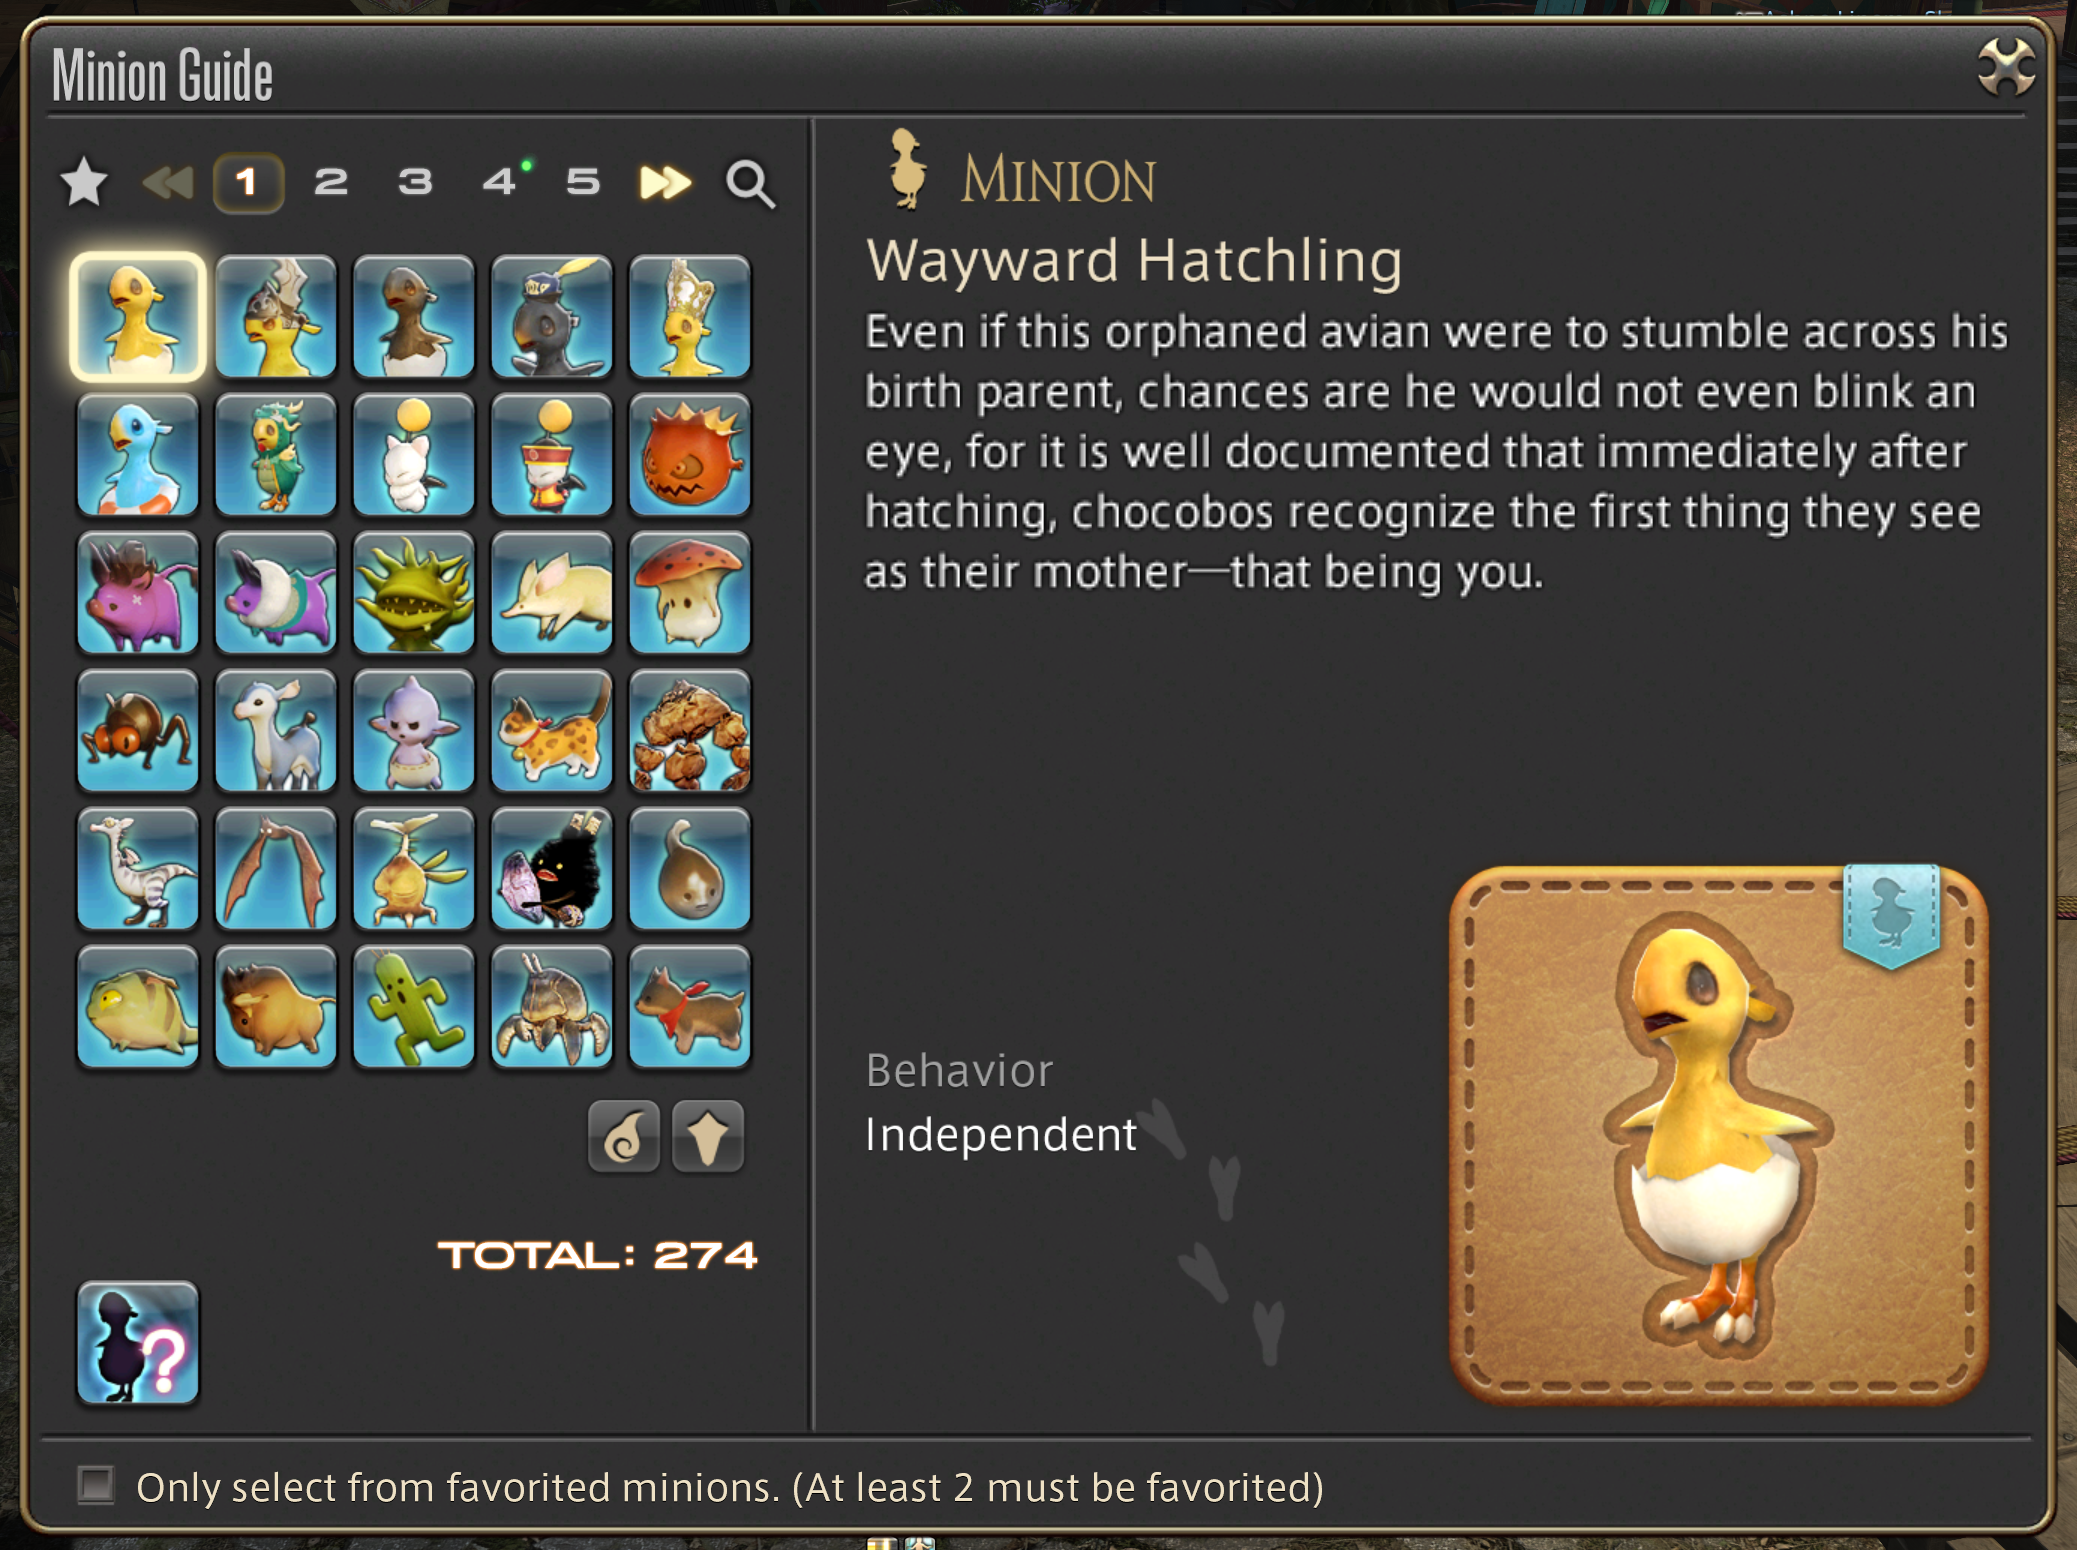 Minion Guide
1 2 3 4 5
MINION
Wayward Hatchling
Even if this orphaned avian were to stumble across his
birth parent, chances are he would not even blink an
eye, for it is well documented that immediately after
hatching, chocobos recognize the first thing they see
as their mother—that being you.
Behavior
Independent
TOTAL: 274
?
Only select from favorited minions. (At least 2 must be favorited)